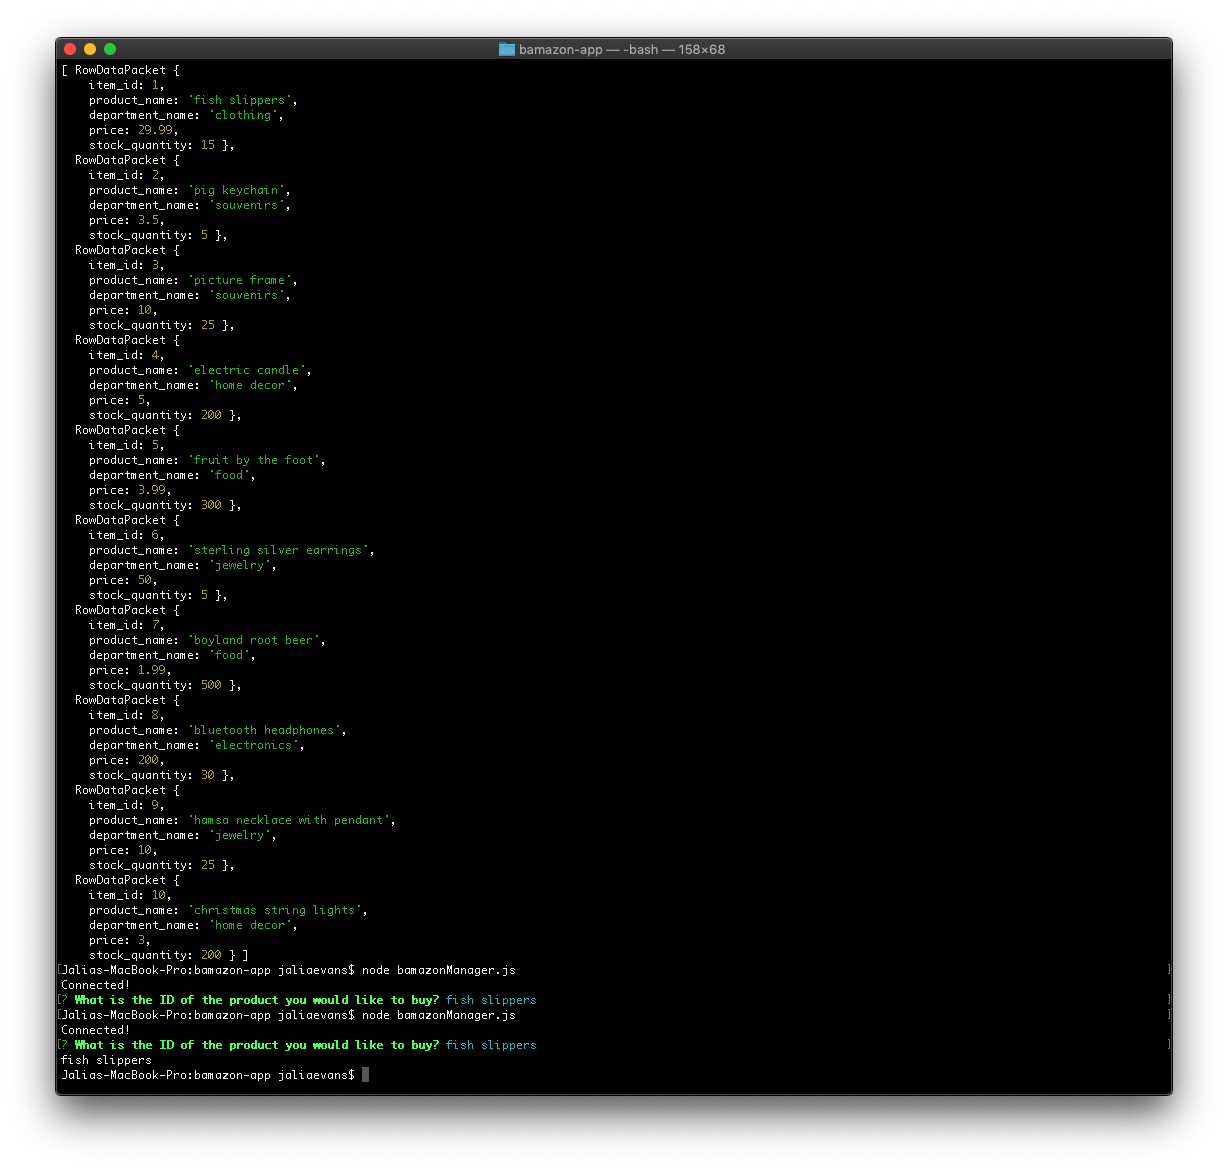 bamazon-app — -bash — 158×68
[ RowDataPacket {
item_id: 1,
product_name: 'fish slippers',
department_name: 'clothing',
price: 29.99,
stock_quantity: 15 },
RowDataPacket {
item_id: 2,
product_name: 'pig keychain',
department_name: 'souvenirs',
price: 3.5,
stock_quantity: 5 },
RowDataPacket {
item_id: 3,
product_name: 'picture frame',
department_name: 'souvenirs',
price: 10,
stock_quantity: 25 },
RowDataPacket {
item_id: 4,
product_name: 'electric candle',
department_name: 'home decor',
price: 5,
stock_quantity: 200 },
RowDataPacket {
item_id: 5,
product_name: 'fruit by the foot',
department_name: 'food',
price: 3.99,
stock_quantity: 300 },
RowDataPacket {
item_id: 6,
product_name: 'sterling silver earrings',
department_name: 'jewelry',
price: 50,
stock_quantity: 5 },
RowDataPacket {
item_id: 7,
product_name: 'boyland root beer',
department_name: 'food',
price: 1.99,
stock_quantity: 500 },
RowDataPacket {
item_id: 8,
product_name: 'bluetooth headphones',
department_name: 'electronics',
price: 200,
stock_quantity: 30 },
RowDataPacket {
item_id: 9,
product_name: 'hamsa necklace with pendant',
department_name: 'jewelry',
price: 10,
stock_quantity: 25 },
RowDataPacket {
item_id: 10,
product_name: 'christmas string lights',
department_name: 'home decor',
price: 3,
stock_quantity: 200 } ]
[Jalias-MacBook-Pro:bamazon-app jaliaevans$ node bamazonManager.js ]
Connected!
[? What is the ID of the product you would like to buy? fish slippers ]
[Jalias-MacBook-Pro:bamazon-app jaliaevans$ node bamazonManager.js ]
Connected!
[? What is the ID of the product you would like to buy? fish slippers ]
fish slippers
Jalias-MacBook-Pro:bamazon-app jaliaevans$